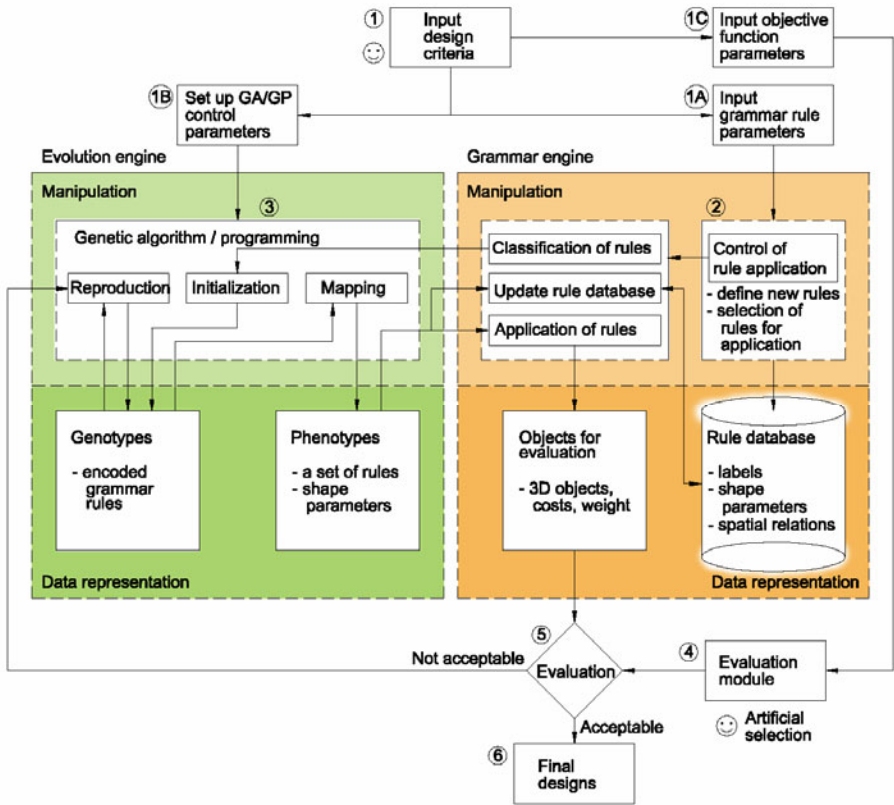 1
Input
design
criteria
1C
Input objective
function
parameters
1B
Set up GA/GP
control
parameters
1A
Input
grammar rule
parameters
Evolution engine
Manipulation
3
Genetic algorithm / programming
Reproduction
Initialization
Mapping
Genotypes
- encoded
grammar
rules
Phenotypes
- a set of rules
- shape
parameters
Data representation
Grammar engine
Manipulation
2
Classification of rules
Update rule database
Application of rules
Control of
rule application
- define new rules
- selection of
rules for
application
Objects for
evaluation
- 3D objects,
costs, weight
Rule database
- labels
- shape
parameters
- spatial relations
Data representation
5
Evaluation
Not acceptable
4
Evaluation
module
Artificial
selection
Acceptable
6
Final
designs